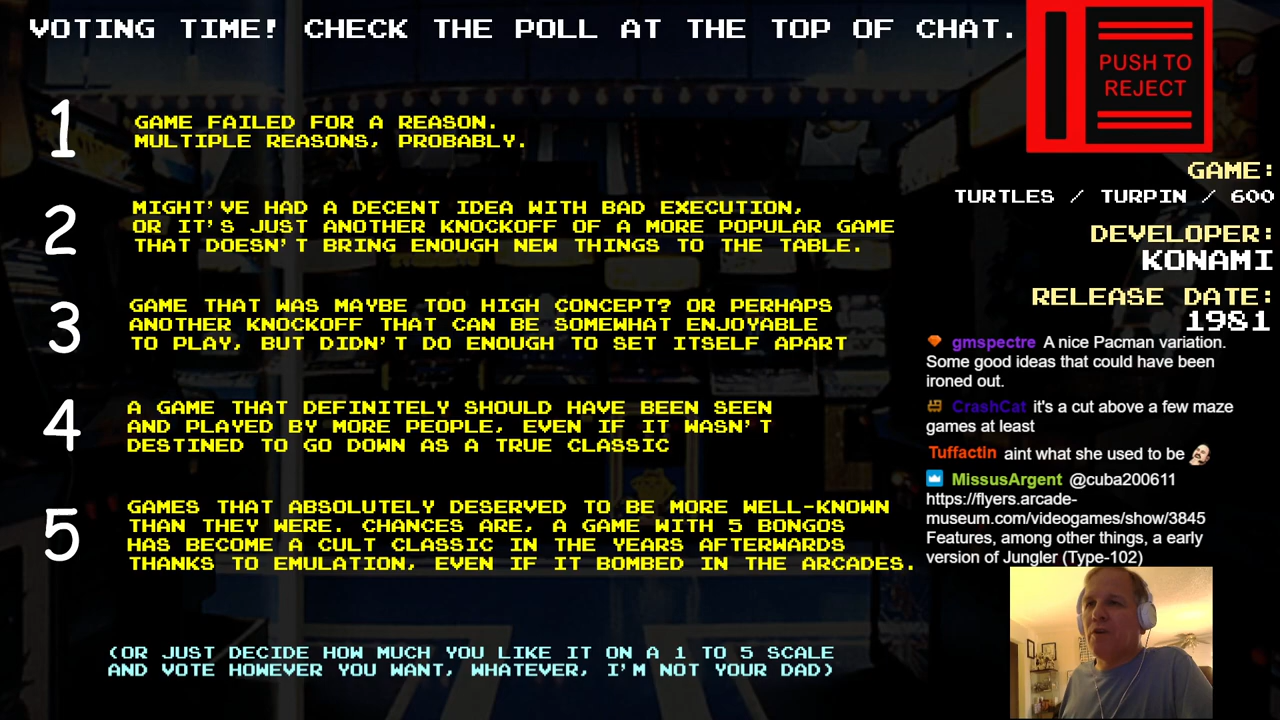 VOTING TIME! CHECK THE POLL AT THE TOP OF CHAT.
1
GAME FAILED FOR A REASON.
MULTIPLE REASONS, PROBABLY.
2
MIGHT'VE HAD A DECENT IDEA WITH BAD EXECUTION,
OR IT'S JUST ANOTHER KNOCKOFF OF A MORE POPULAR GAME
THAT DOESN'T BRING ENOUGH NEW THINGS TO THE TABLE.
3
GAME THAT WAS MAYBE TOO HIGH CONCEPT? OR PERHAPS
ANOTHER KNOCKOFF THAT CAN BE SOMEWHAT ENJOYABLE
TO PLAY, BUT DIDN'T DO ENOUGH TO SET ITSELF APART
4
A GAME THAT DEFINITELY SHOULD HAVE BEEN SEEN
AND PLAYED BY MORE PEOPLE, EVEN IF IT WASN'T
DESTINED TO GO DOWN AS A TRUE CLASSIC
5
GAMES THAT ABSOLUTELY DESERVED TO BE MORE WELL-KNOWN
THAN THEY WERE. CHANCES ARE, A GAME WITH 5 BONGOS
HAS BECOME A CULT CLASSIC IN THE YEARS AFTERWARDS
THANKS TO EMULATION, EVEN IF IT BOMBED IN THE ARCADES.
(OR JUST DECIDE HOW MUCH YOU LIKE IT ON A 1 TO 5 SCALE
AND VOTE HOWEVER YOU WANT, WHATEVER, I'M NOT YOUR DAD)
PUSH TO
REJECT
GAME:
TURTLES / TURPIN / 600
DEVELOPER:
KONAMI
RELEASE DATE:
1981
gmspectre A nice Pacman variation.
Some good ideas that could have been
ironed out.
CrashCat it's a cut above a few maze
games at least
Tuffactin aint what she used to be
MissusArgent @cuba200611
https://flyers.arcade-
museum.com/videogames/show/3845
Features, among other things, a early
version of Jungler (Type-102)